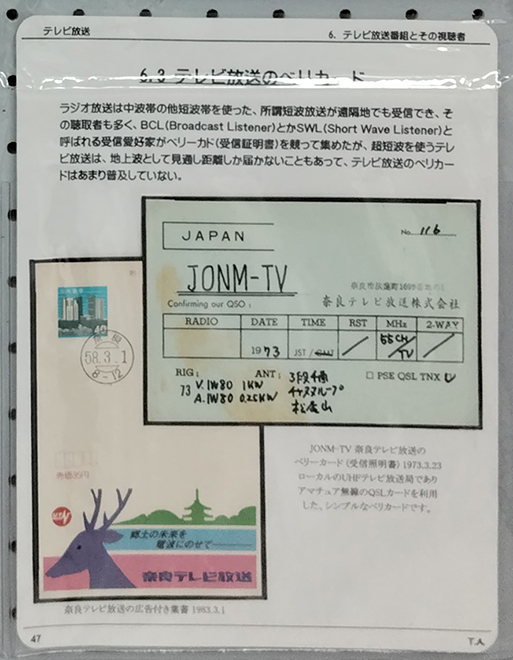 テレビ放送
6. テレビ放送番組とその視聴者
6.3 テレビ放送のベリカード
ラジオ放送は中波帯の他短波帯を使った、所謂短波放送が遠隔地でも受信でき、そ
の聴取者も多く、BCL(Broadcast Listener)とかSWL(Short Wave Listener)と
呼ばれる受信愛好家がベリーカド(受信証明書)を競って集めたが、超短波を使うテレ
ビ放送は、地上波として見通し距離しか届かないこともあって、テレビ放送のベリカー
ドはあまり普及していない。
JAPAN
No. 116
JONM-TV
Confirming our QSO :
奈良テレビ放送株式会社
RADIO DATE TIME RST MHz 2-WAY
1973 JST / GMT 55CH TV
RIG : ANT : □ PSE QSL TNX
73 V. IW80 1KW 3段4面
A. IW80 0.25KW
松尾山
40
58.3.1
8-12
JONM-TV 奈良テレビ放送の
ベリーカード (受信照明書) 1973.3.23
ローカルのUHFテレビ放送局であり
アマチュア無線のQSLカードを利用
した、シンプルなベリカードです。
郷土の未来を
電波にのせて
奈良テレビ放送
奈良テレビ放送の広告付き葉書 1983.3.1
47
T.A.